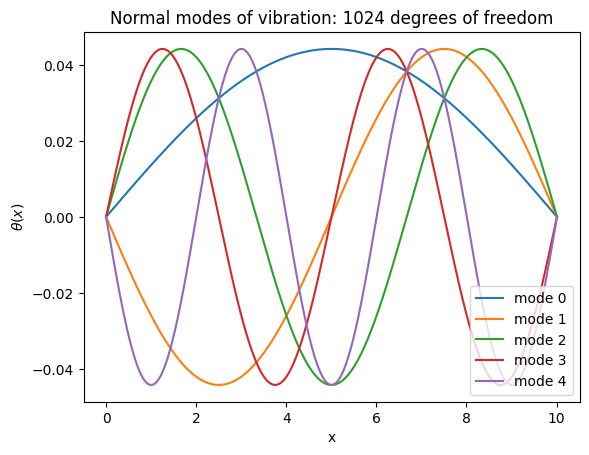 Normal modes of vibration: 1024 degrees of freedom
θ(x)
0.04
0.02
0.00
−0.02
−0.04
0
2
4
6
8
10
x
mode 0
mode 1
mode 2
mode 3
mode 4